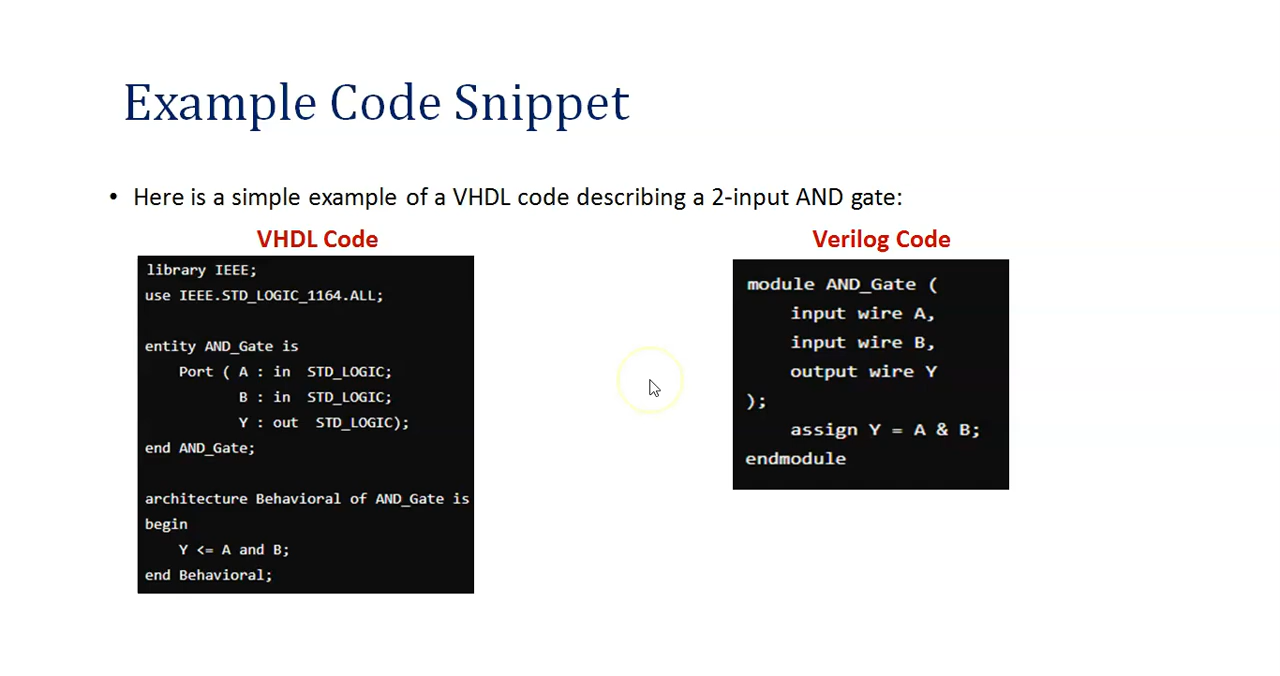 Example Code Snippet
• Here is a simple example of a VHDL code describing a 2-input AND gate:
VHDL Code
library IEEE;
use IEEE.STD_LOGIC_1164.ALL;
entity AND_Gate is
Port ( A : in STD_LOGIC;
B : in STD_LOGIC;
Y : out STD_LOGIC);
end AND_Gate;
architecture Behavioral of AND_Gate is
begin
Y <= A and B;
end Behavioral;
Verilog Code
module AND_Gate (
input wire A,
input wire B,
output wire Y
);
assign Y = A & B;
endmodule